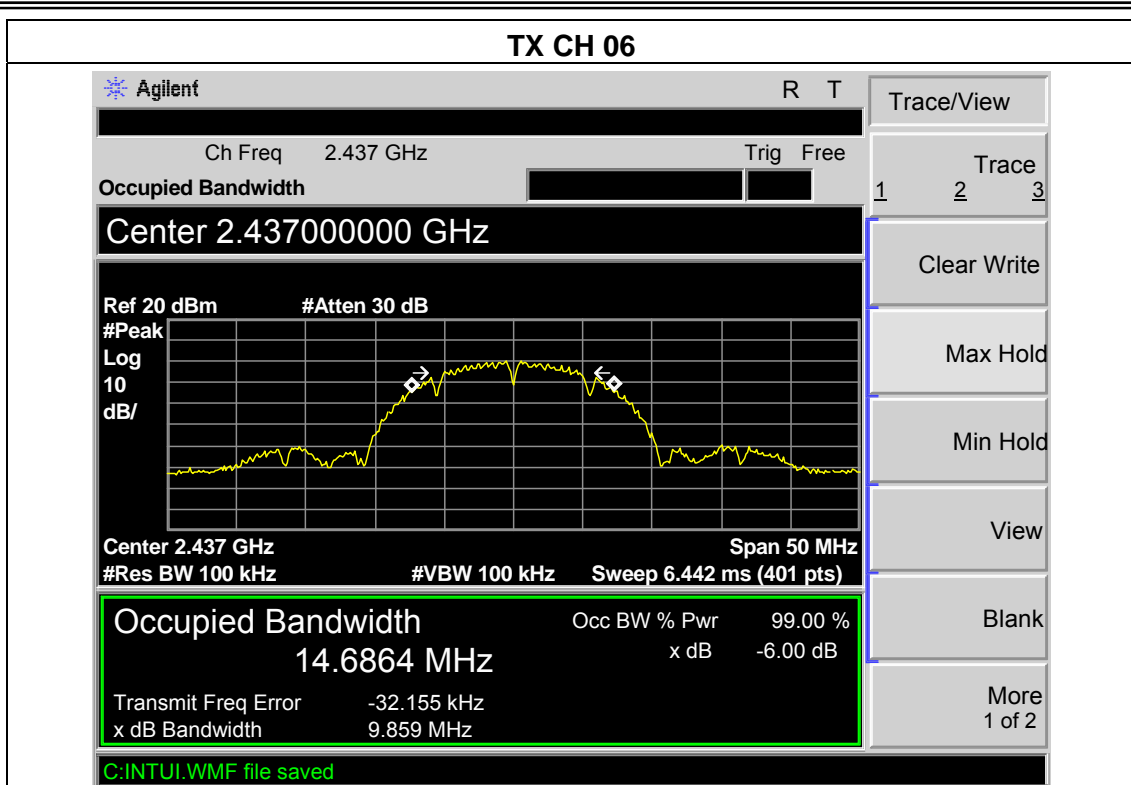 TX CH 06
Agilent R T
Ch Freq 2.437 GHz Trig Free
Occupied Bandwidth
Center 2.437000000 GHz
Ref 20 dBm #Atten 30 dB
#Peak
Log
10
dB/
Center 2.437 GHz Span 50 MHz
#Res BW 100 kHz #VBW 100 kHz Sweep 6.442 ms (401 pts)
Occupied Bandwidth Occ BW % Pwr 99.00 %
14.6864 MHz x dB -6.00 dB
Transmit Freq Error -32.155 kHz
x dB Bandwidth 9.859 MHz
C:INTUI.WMF file saved
Trace/View
Trace
1 2 3
Clear Write
Max Hold
Min Hold
View
Blank
More
1 of 2